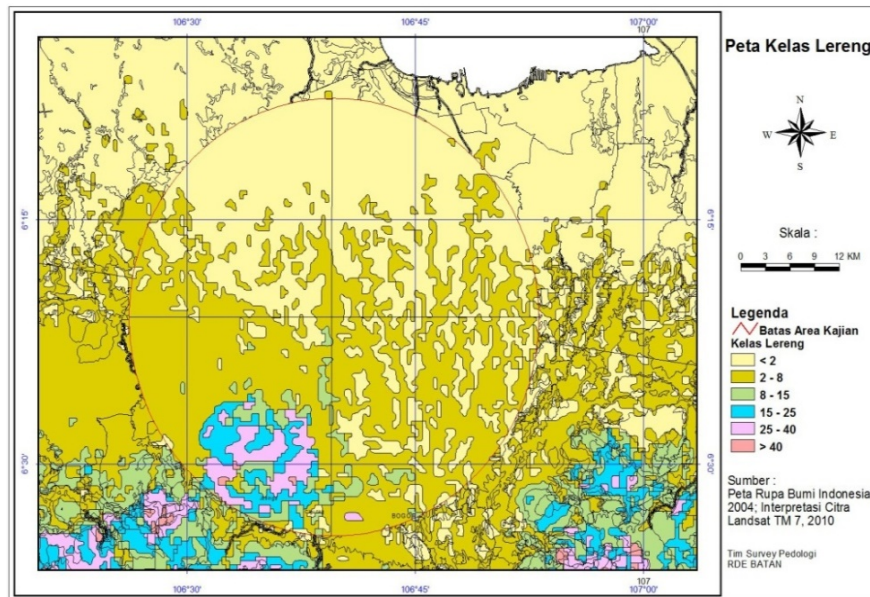 106°30'
106°45'
107°00'
107
6°15'
6°15'
6°30'
6°30'
BOGOR
106°30'
106°45'
107
107°00'
Peta Kelas Lereng
N
W E
S
Skala :
0 3 6 9 12 KM
Legenda
Batas Area Kajian
Kelas Lereng
< 2
2 - 8
8 - 15
15 - 25
25 - 40
> 40
Sumber :
Peta Rupa Bumi Indonesia
2004; Interpretasi Citra
Landsat TM 7, 2010
Tim Survey Pedologi
RDE BATAN